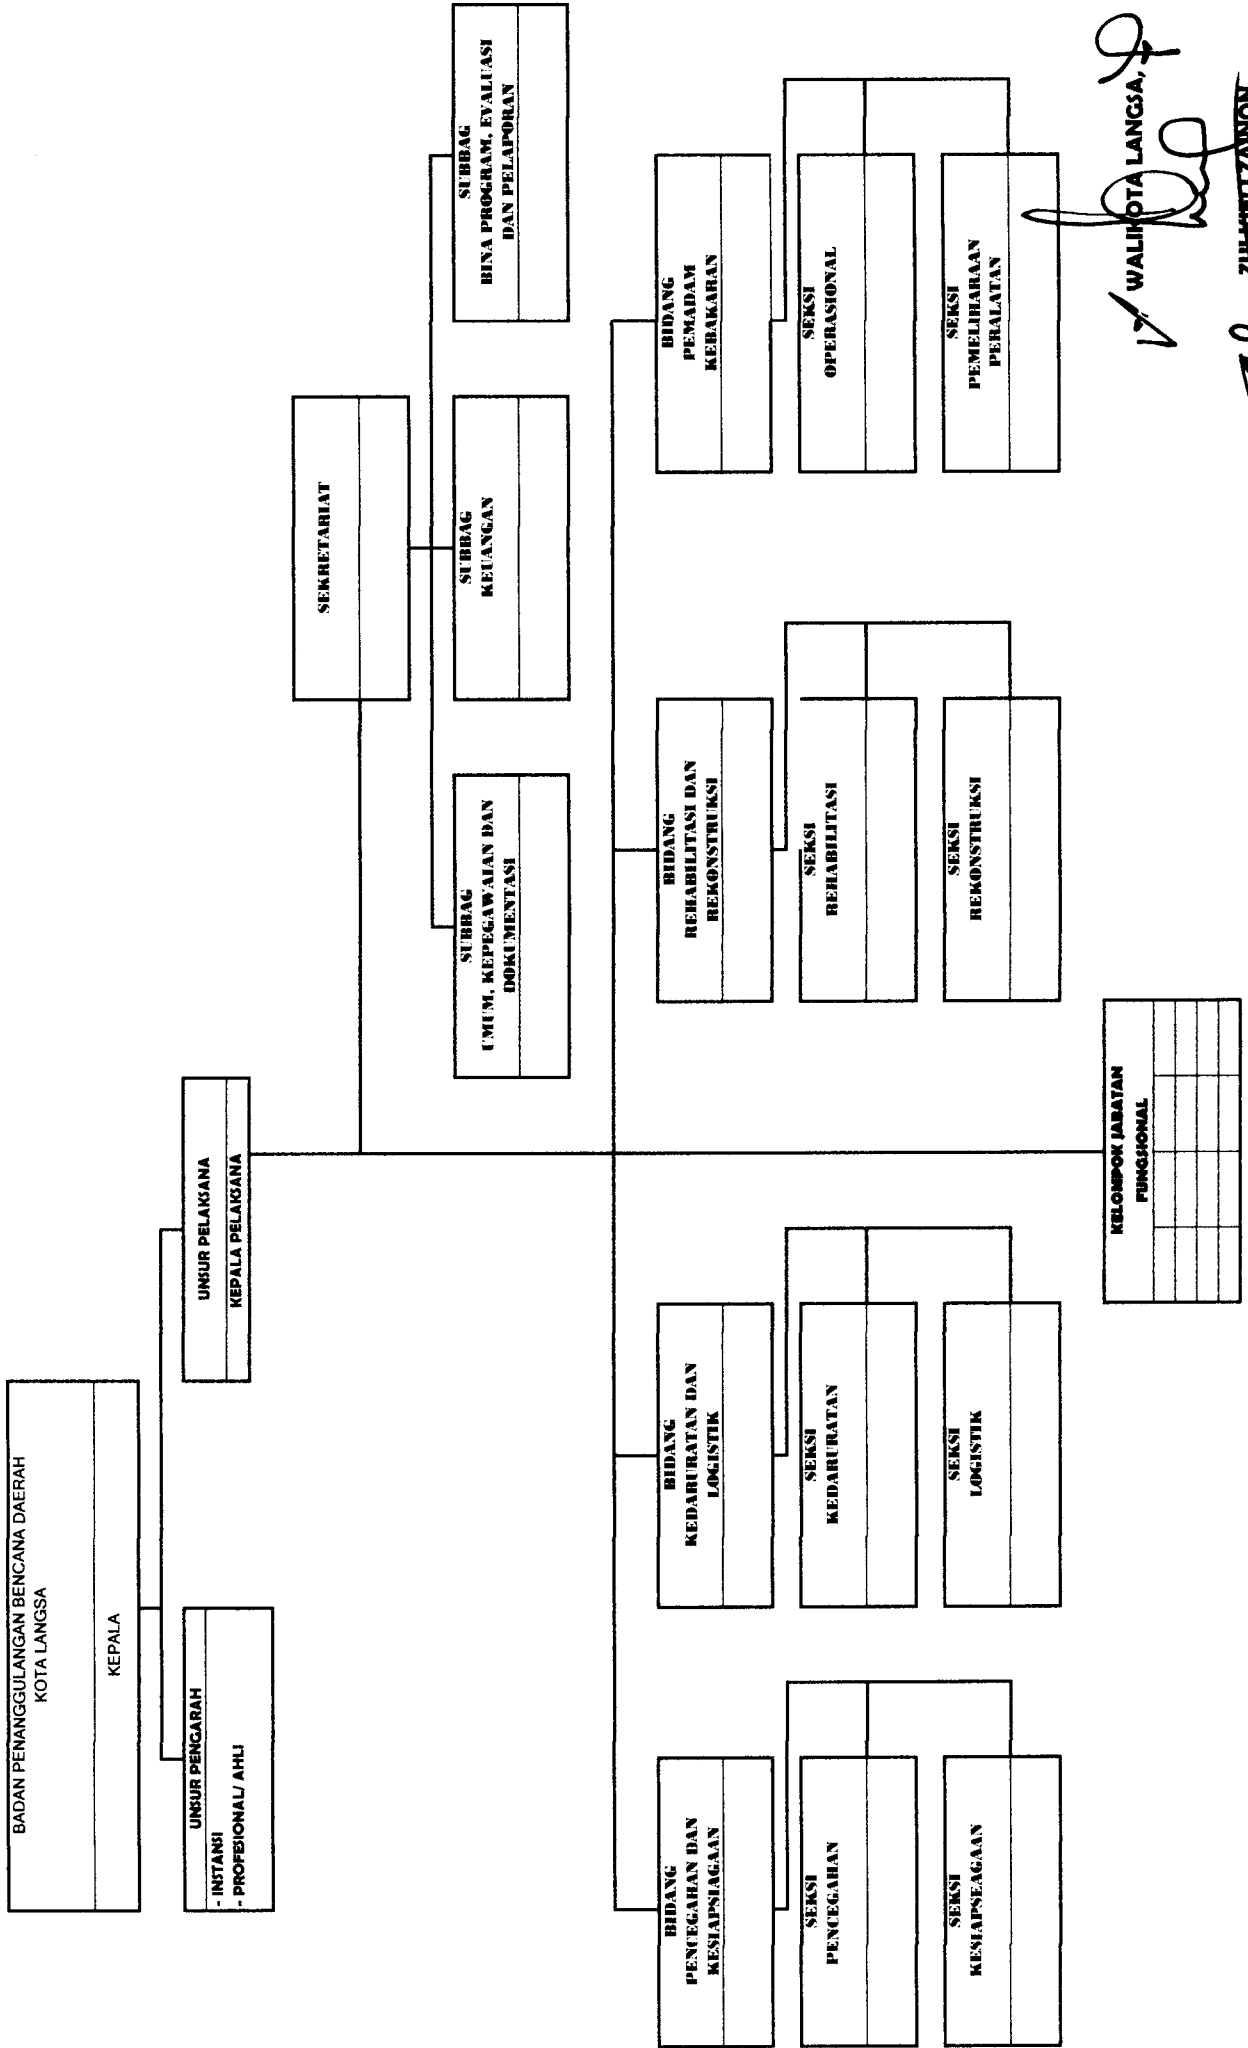 BADAN PENANGGULANGAN BENCANA DAERAH
KOTA LANGSA
KEPALA
UNSUR PENGARAH
- INSTANSI
- PROFESIONAL/ AHLI
UNSUR PELAKSANA
KEPALA PELAKSANA
SEKRETARIAT
SUBBAG
UMUM, KEPEGAWAIAN DAN
DOKUMENTASI
SUBBAG
KEUANGAN
SUBBAG
BINA PROGRAM, EVALUASI
DAN PELAPORAN
BIDANG
PENCEGAHAN DAN
KESIAPSIAGAAN
SEKSI
PENCEGAHAN
SEKSI
KESIAPSEAGAAN
BIDANG
KEDARURATAN DAN
LOGISTIK
SEKSI
KEDARURATAN
SEKSI
LOGISTIK
BIDANG
REHABILITASI DAN
REKONSTRUKSI
SEKSI
REHABILITASI
SEKSI
REKONSTRUKSI
BIDANG
PEMADAM
KEBAKARAN
SEKSI
OPERASIONAL
SEKSI
PEMELIHARAAN
PERALATAN
KELOMPOK JABATAN
FUNGSIONAL
WALIKOTA LANGSA,